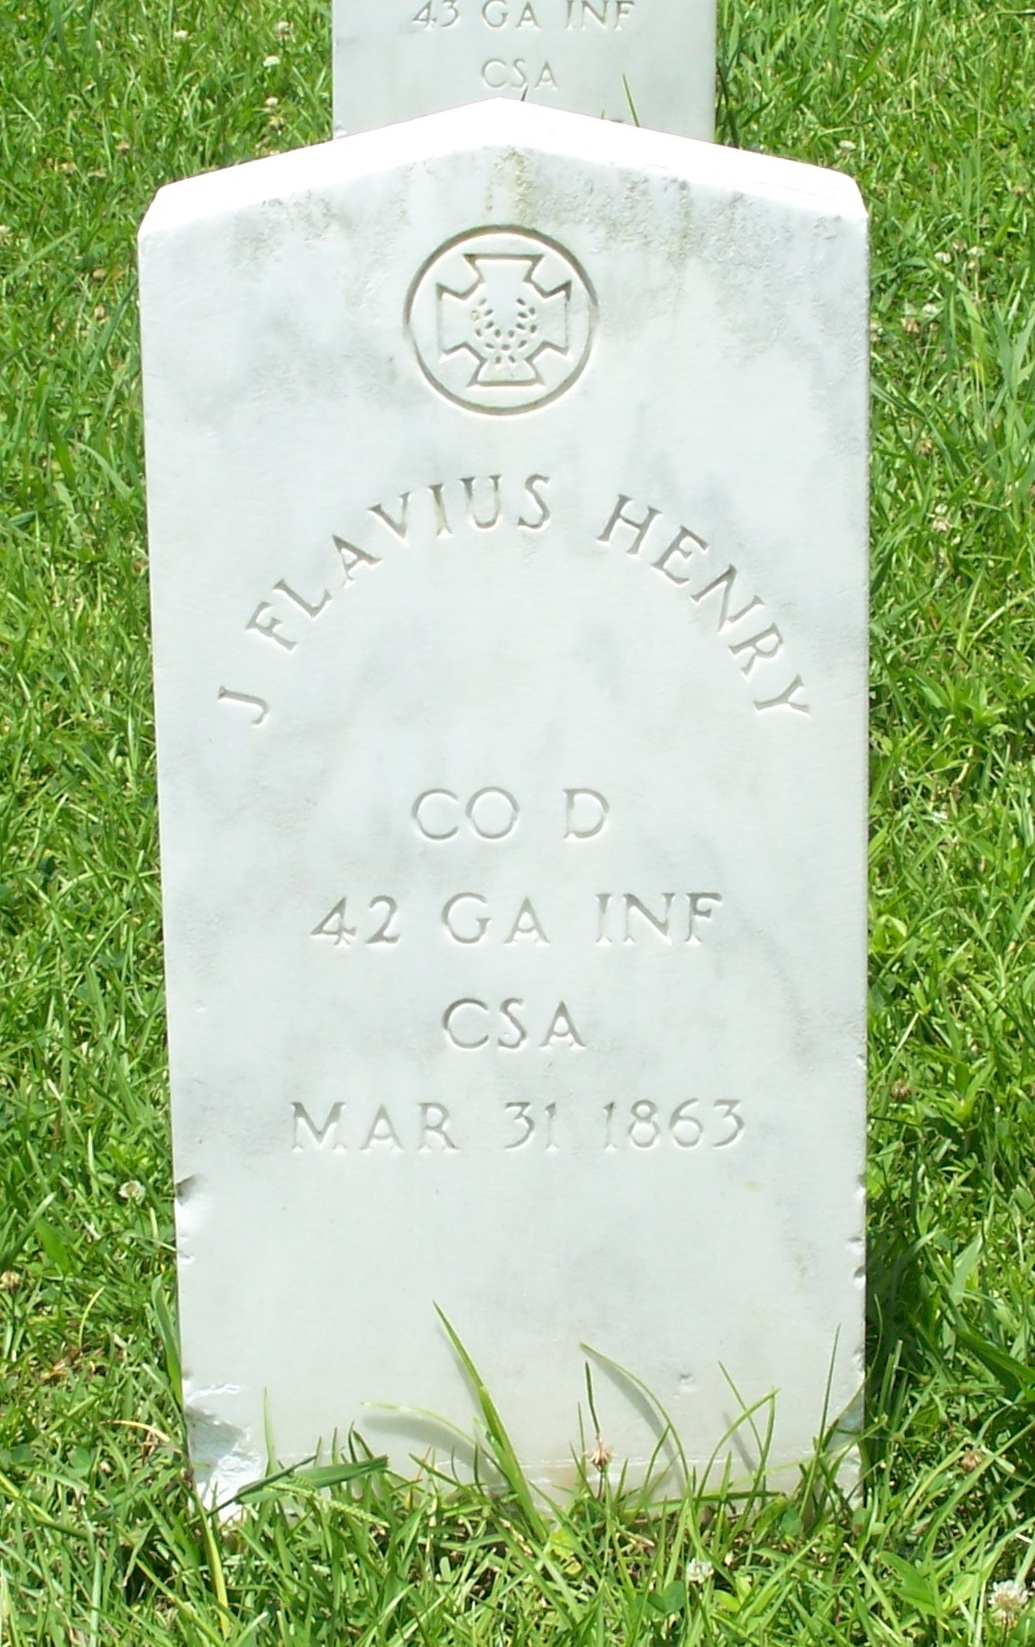 43 GA INF
CSA
J FLAVIUS HENRY
CO D
42 GA INF
CSA
MAR 31 1863